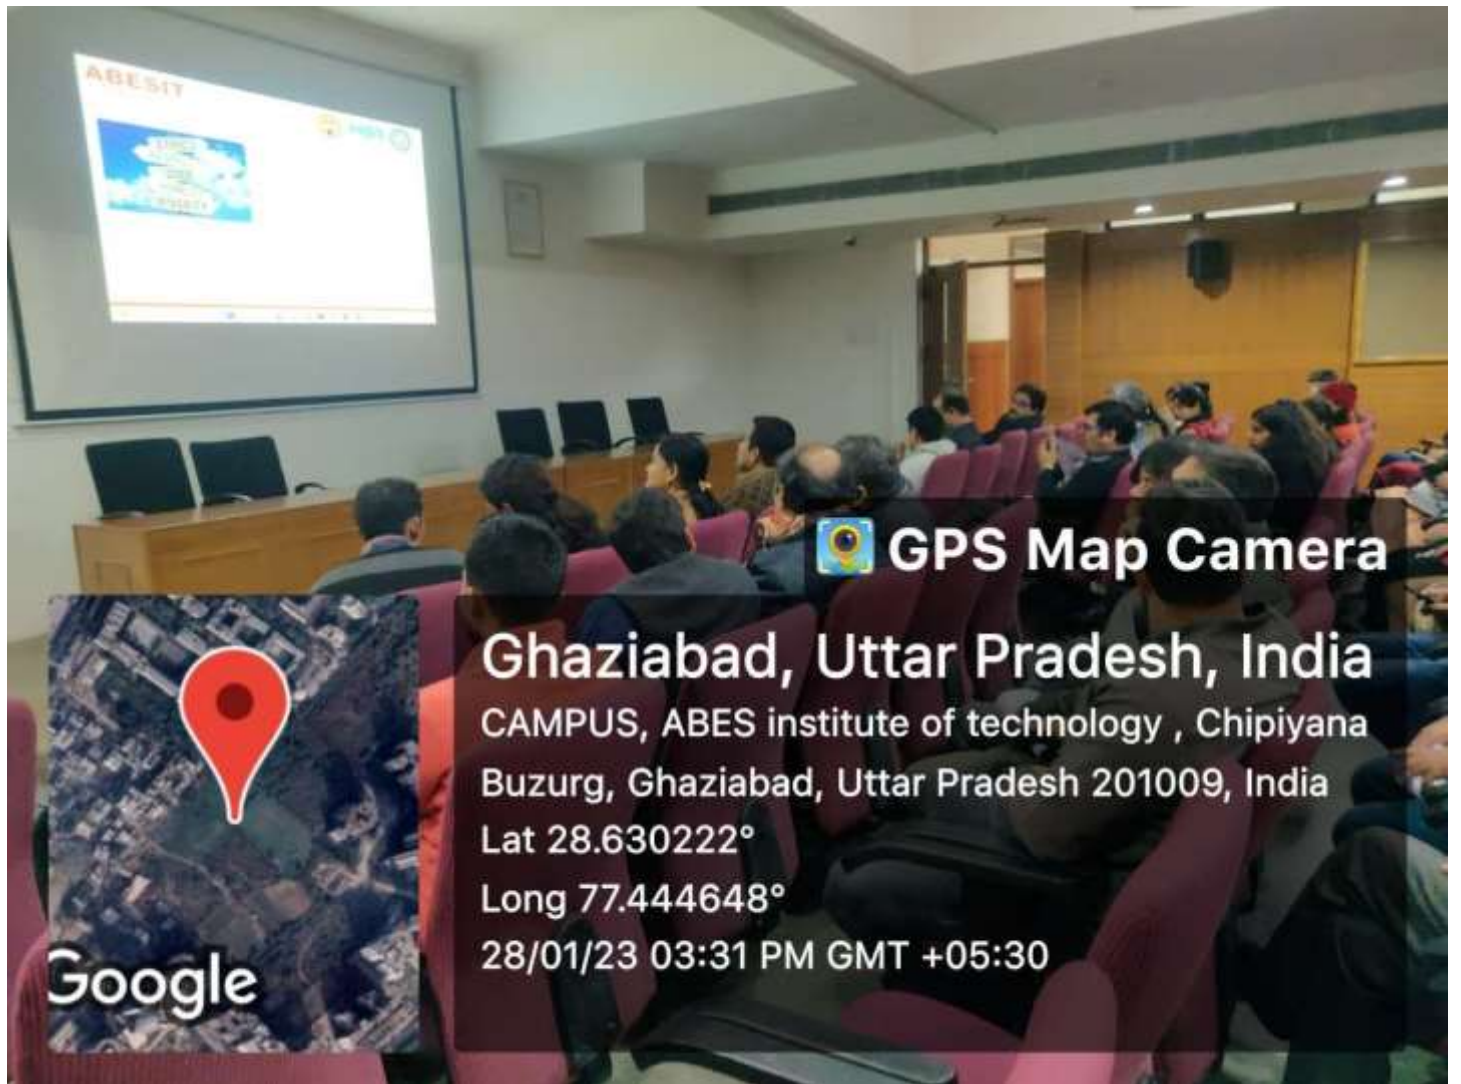 ABESIT
GPS Map Camera
Ghaziabad, Uttar Pradesh, India
CAMPUS, ABES institute of technology , Chipiyana
Buzurg, Ghaziabad, Uttar Pradesh 201009, India
Lat 28.630222°
Long 77.444648°
28/01/23 03:31 PM GMT +05:30
Google